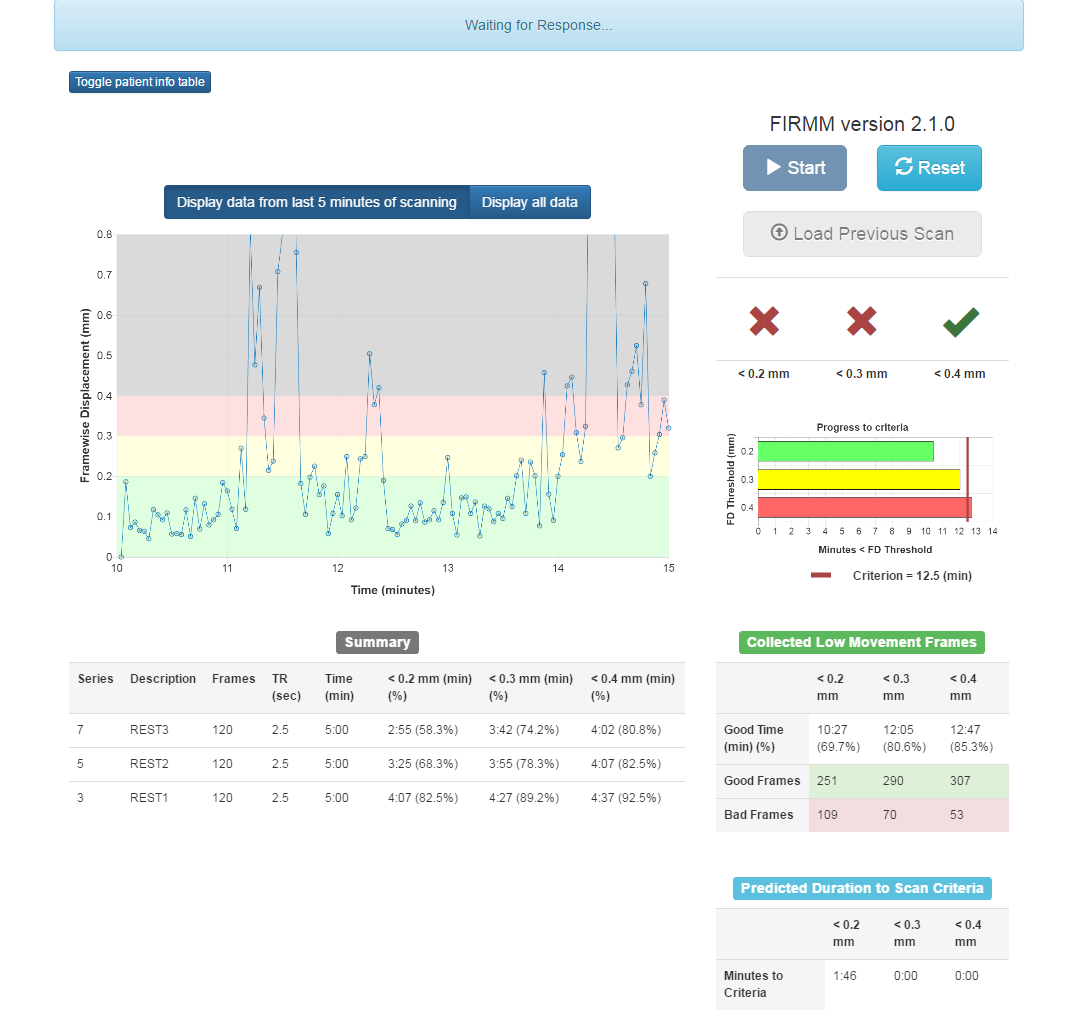 Waiting for Response...
Toggle patient info table
FIRMM version 2.1.0
Start
Reset
Load Previous Scan
Display data from last 5 minutes of scanning
Display all data
0.8
0.7
0.6
0.5
0.4
0.3
0.2
0.1
0
Framewise Displacement (mm)
10 11 12 13 14 15
Time (minutes)
< 0.2 mm < 0.3 mm < 0.4 mm
Progress to criteria
FD Threshold (mm)
0.2
0.3
0.4
0 1 2 3 4 5 6 7 8 9 10 11 12 13 14
Minutes < FD Threshold
Criterion = 12.5 (min)
Summary
Series Description Frames TR (sec) Time (min) < 0.2 mm (min) (%) < 0.3 mm (min) (%) < 0.4 mm (min) (%)
7 REST3 120 2.5 5:00 2:55 (58.3%) 3:42 (74.2%) 4:02 (80.8%)
5 REST2 120 2.5 5:00 3:25 (68.3%) 3:55 (78.3%) 4:07 (82.5%)
3 REST1 120 2.5 5:00 4:07 (82.5%) 4:27 (89.2%) 4:37 (92.5%)
Collected Low Movement Frames
< 0.2 mm < 0.3 mm < 0.4 mm
Good Time (min) (%) 10:27 (69.7%) 12:05 (80.6%) 12:47 (85.3%)
Good Frames 251 290 307
Bad Frames 109 70 53
Predicted Duration to Scan Criteria
< 0.2 mm < 0.3 mm < 0.4 mm
Minutes to Criteria 1:46 0:00 0:00